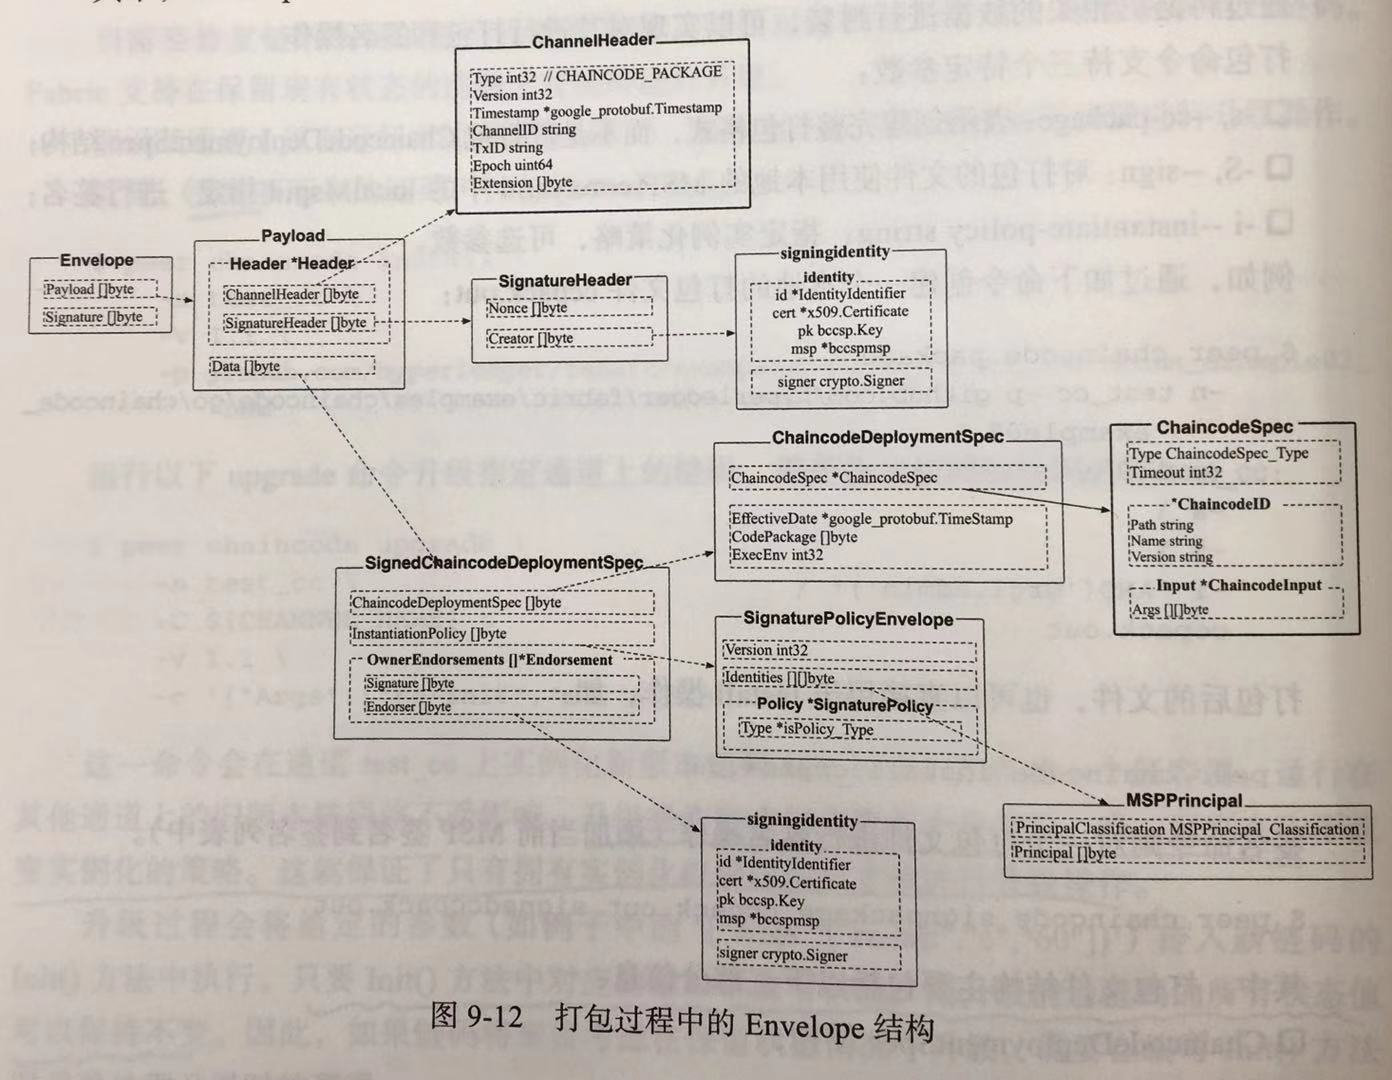 ChannelHeader
Type int32 // CHAINCODE_PACKAGE
Version int32
Timestamp *google_protobuf.Timestamp
ChannelID string
TxID string
Epoch uint64
Extension []byte
Envelope
Payload []byte
Signature []byte
Payload
Header *Header
ChannelHeader []byte
SignatureHeader []byte
Data []byte
SignatureHeader
Nonce []byte
Creator []byte
signingidentity
identity
id *IdentityIdentifier
cert *x509.Certificate
pk bccsp.Key
msp *bccspmsp
signer crypto.Signer
ChaincodeDeploymentSpec
ChaincodeSpec *ChaincodeSpec
EffectiveDate *google_protobuf.TimeStamp
CodePackage []byte
ExecEnv int32
ChaincodeSpec
Type ChaincodeSpec_Type
Timeout int32
*ChaincodeID
Path string
Name string
Version string
Input *ChaincodeInput
Args [][]byte
SignedChaincodeDeploymentSpec
ChaincodeDeploymentSpec []byte
InstantiationPolicy []byte
OwnerEndorsements []*Endorsement
Signature []byte
Endorser []byte
SignaturePolicyEnvelope
Version int32
Identities [][]byte
Policy *SignaturePolicy
Type *isPolicy_Type
MSPPrincipal
PrincipalClassification MSPPrincipal_Classification
Principal []byte
signingidentity
identity
id *IdentityIdentifier
cert *x509.Certificate
pk bccsp.Key
msp *bccspmsp
signer crypto.Signer
图 9-12 打包过程中的 Envelope 结构